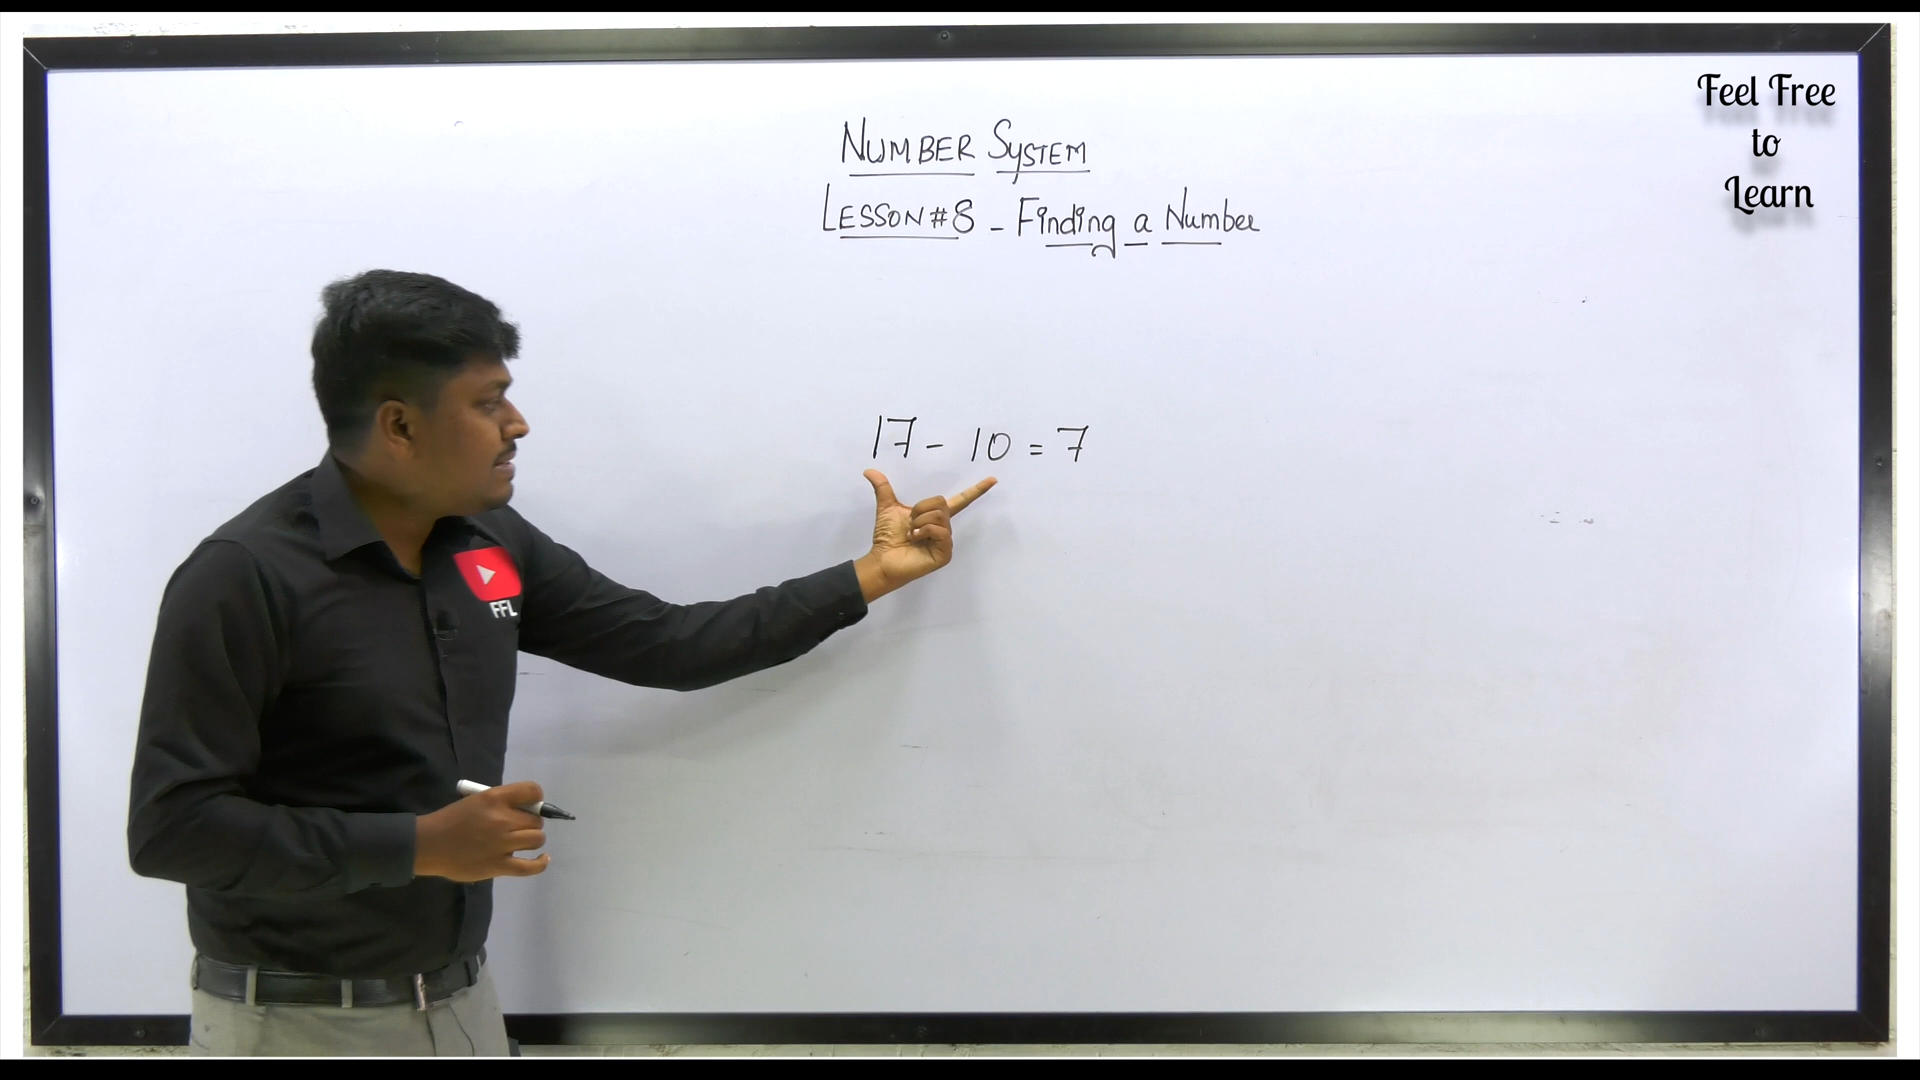 Feel Free
to
Learn
NUMBER SYSTEM
LESSON #8 - Finding a Number
17 - 10 = 7
FFL